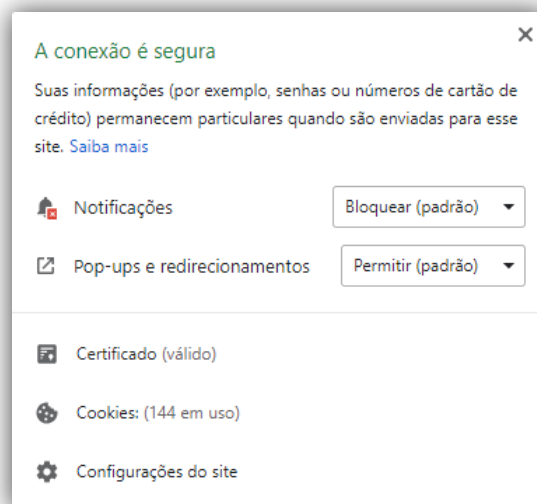 A conexão é segura
Suas informações (por exemplo, senhas ou números de cartão de
crédito) permanecem particulares quando são enviadas para esse
site. Saiba mais
Notificações Bloquear (padrão)
Pop-ups e redirecionamentos Permitir (padrão)
Certificado (válido)
Cookies: (144 em uso)
Configurações do site